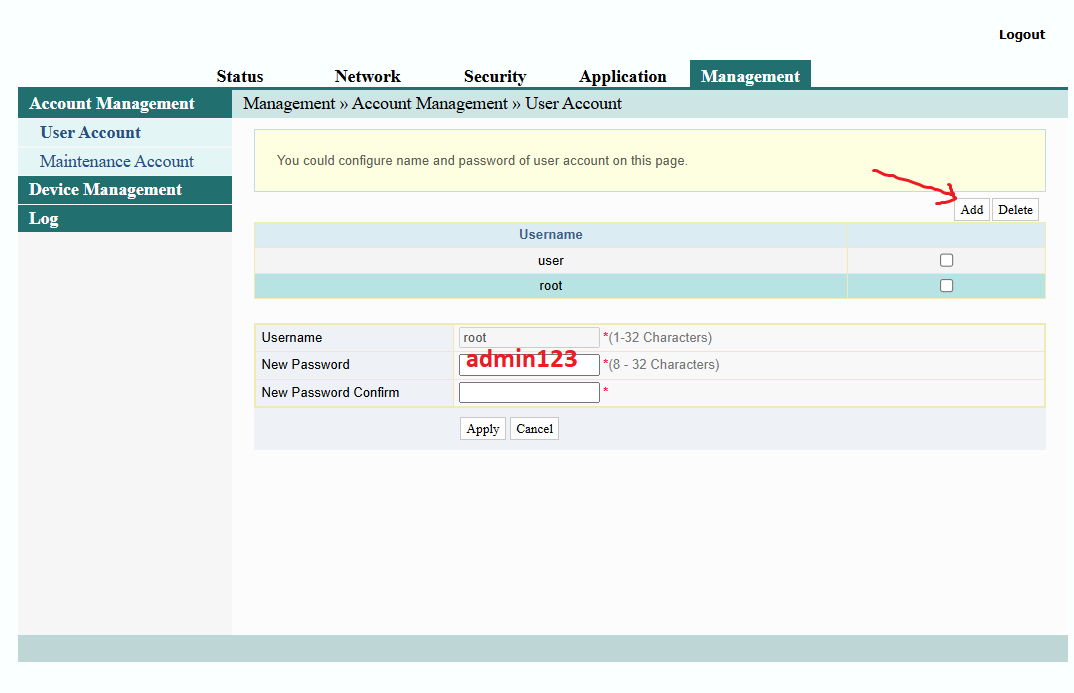 Logout
Status Network Security Application Management
Account Management
Management » Account Management » User Account
User Account
Maintenance Account
Device Management
Log
You could configure name and password of user account on this page.
Add Delete
Username
user
root
Username root *(1-32 Characters)
New Password admin123 *(8 - 32 Characters)
New Password Confirm *
Apply Cancel